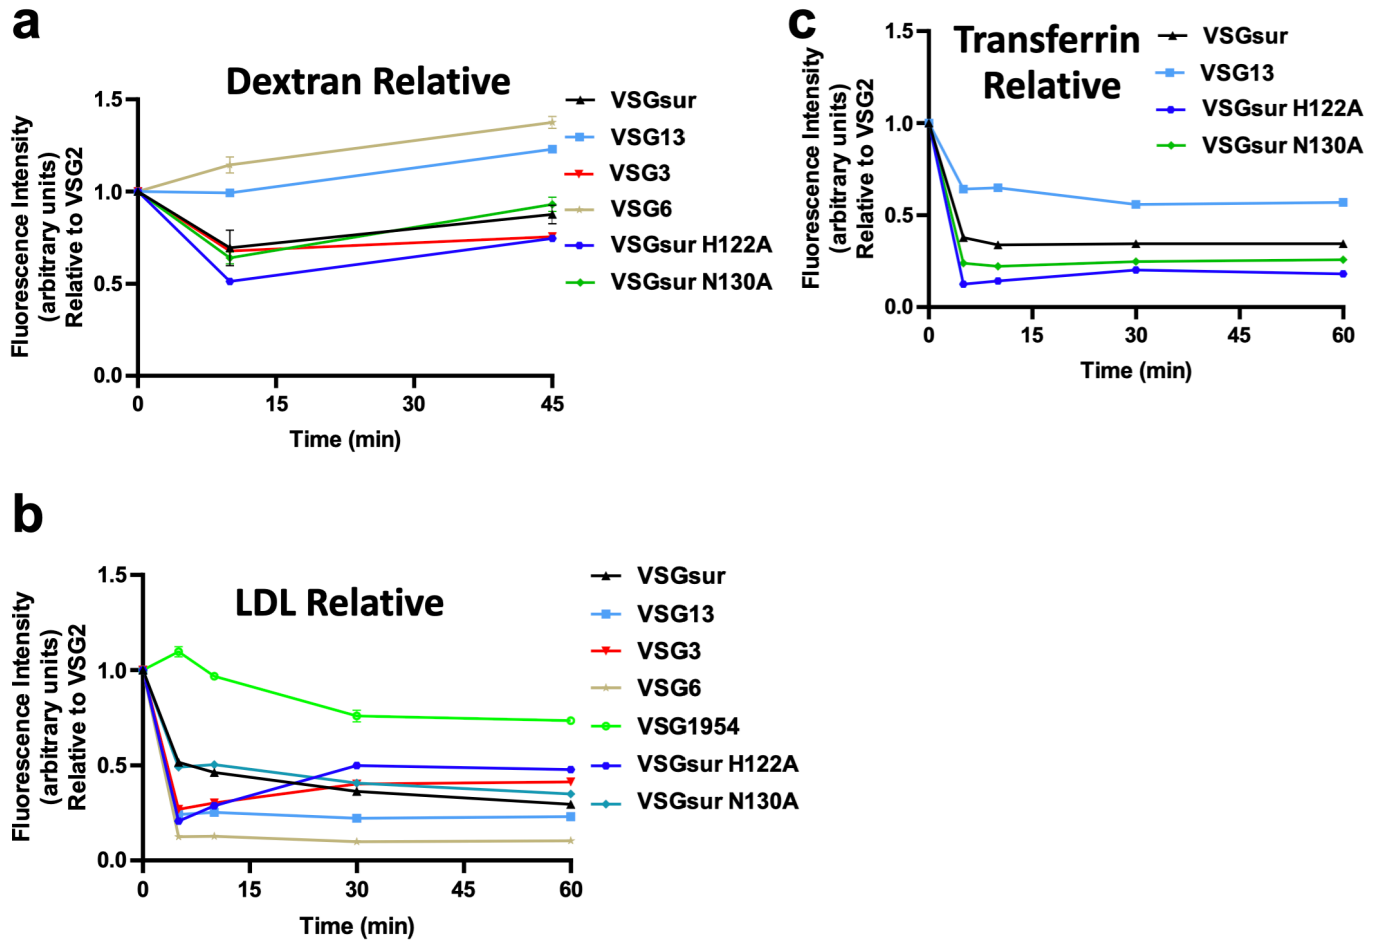 a
Dextran Relative
Fluorescence Intensity
(arbitrary units)
Relative to VSG2
1.5
1.0
0.5
0.0
0
15
30
45
Time (min)
VSGsur
VSG13
VSG3
VSG6
VSGsur H122A
VSGsur N130A
c
Transferrin
Relative
Fluorescence Intensity
(arbitrary units)
Relative to VSG2
1.5
1.0
0.5
0.0
0
15
30
45
60
Time (min)
VSGsur
VSG13
VSGsur H122A
VSGsur N130A
b
LDL Relative
Fluorescence Intensity
(arbitrary units)
Relative to VSG2
1.5
1.0
0.5
0.0
0
15
30
45
60
Time (min)
VSGsur
VSG13
VSG3
VSG6
VSG1954
VSGsur H122A
VSGsur N130A